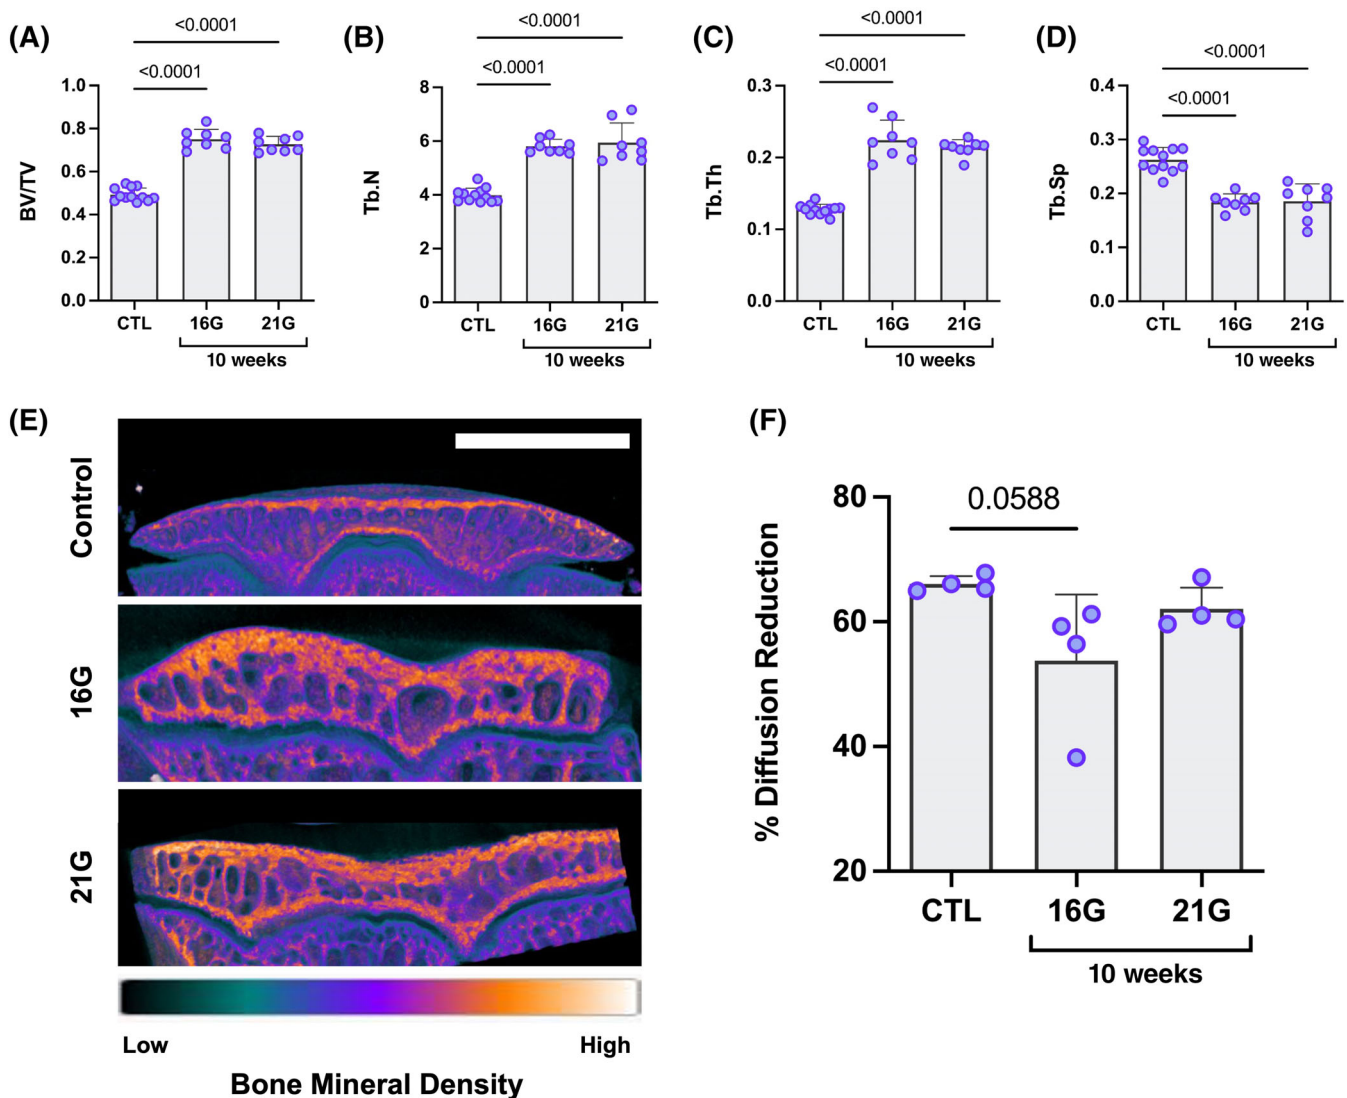 (A)
<0.0001
<0.0001
BV/TV
1.0
0.8
0.6
0.4
0.2
0.0
CTL
16G
21G
10 weeks
(B)
<0.0001
<0.0001
Tb.N
8
6
4
2
0
CTL
16G
21G
10 weeks
(C)
<0.0001
<0.0001
Tb.Th
0.3
0.2
0.1
0.0
CTL
16G
21G
10 weeks
(D)
<0.0001
<0.0001
Tb.Sp
0.4
0.3
0.2
0.1
0.0
CTL
16G
21G
10 weeks
(E)
Control
16G
21G
Low
High
Bone Mineral Density
(F)
0.0588
% Diffusion Reduction
80
60
40
20
CTL
16G
21G
10 weeks